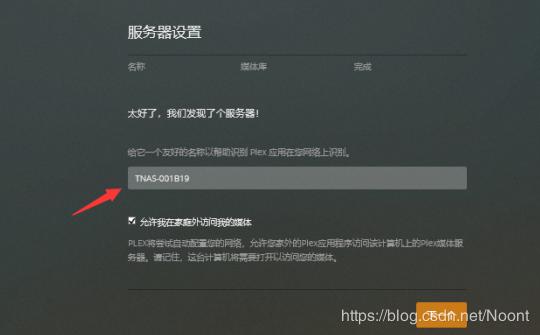 服务器设置
名称 媒体库 完成
太好了，我们发现了个服务器！
给它一个友好的名称以帮助识别 Plex 应用在您网络上识别。
TNAS-001B19
允许我在家庭外访问我的媒体
PLEX将尝试自动配置您的网络，允许您家外的Plex应用程序访问该计算机上的Plex媒体服
务器。请记住，这台计算机将需要打开以访问您的媒体。
下一个
https://blog.csdn.net/Noont